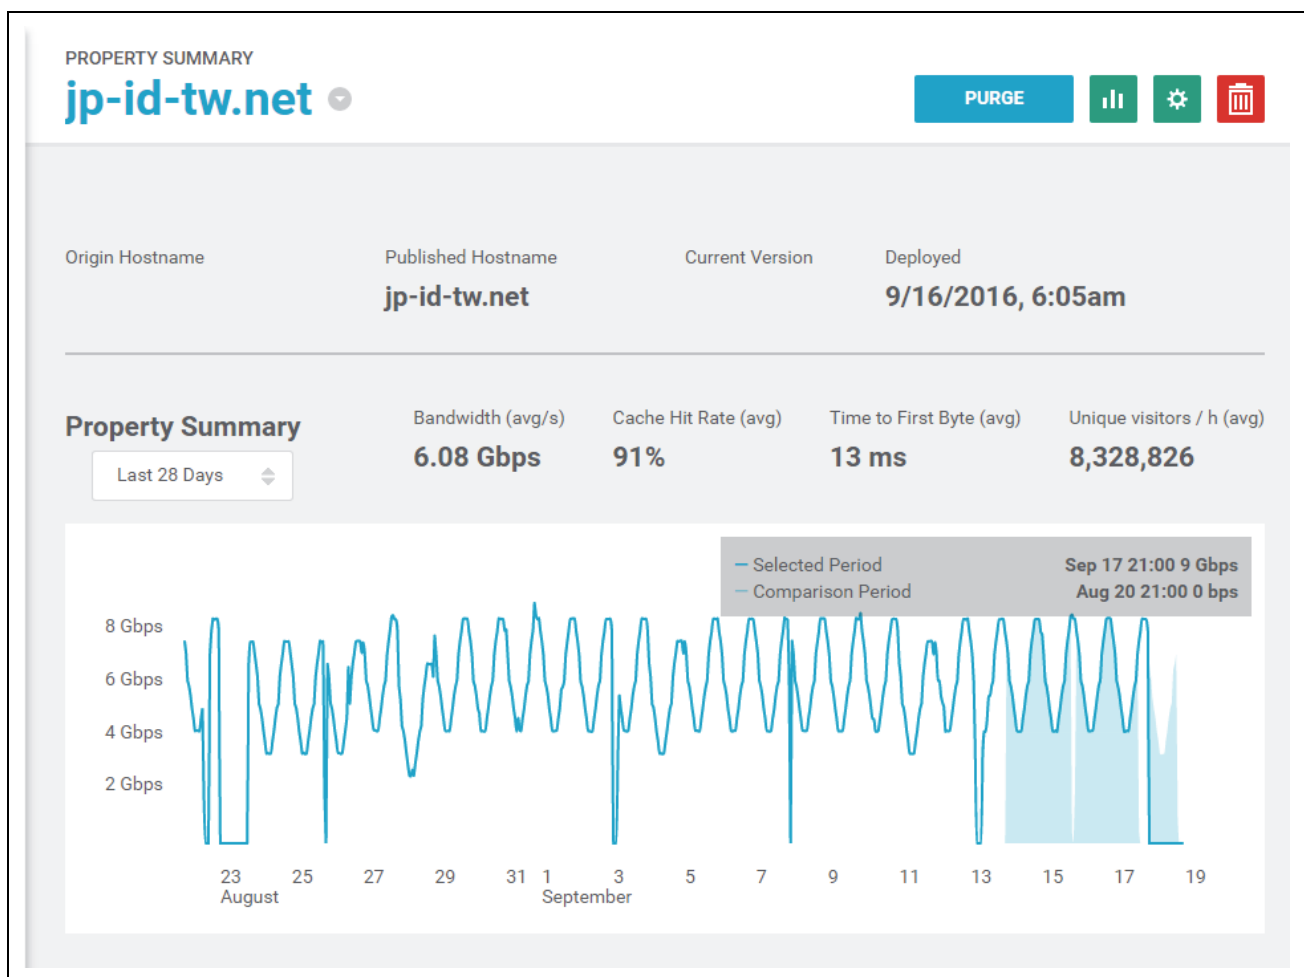 PROPERTY SUMMARY
jp-id-tw.net
PURGE
Origin Hostname
Published Hostname
Current Version
Deployed
jp-id-tw.net
9/16/2016, 6:05am
Property Summary
Last 28 Days
Bandwidth (avg/s)
Cache Hit Rate (avg)
Time to First Byte (avg)
Unique visitors / h (avg)
6.08 Gbps
91%
13 ms
8,328,826
Selected Period Sep 17 21:00 9 Gbps
Comparison Period Aug 20 21:00 0 bps
8 Gbps
6 Gbps
4 Gbps
2 Gbps
23 25 27 29 31 1 3 5 7 9 11 13 15 17 19
August September